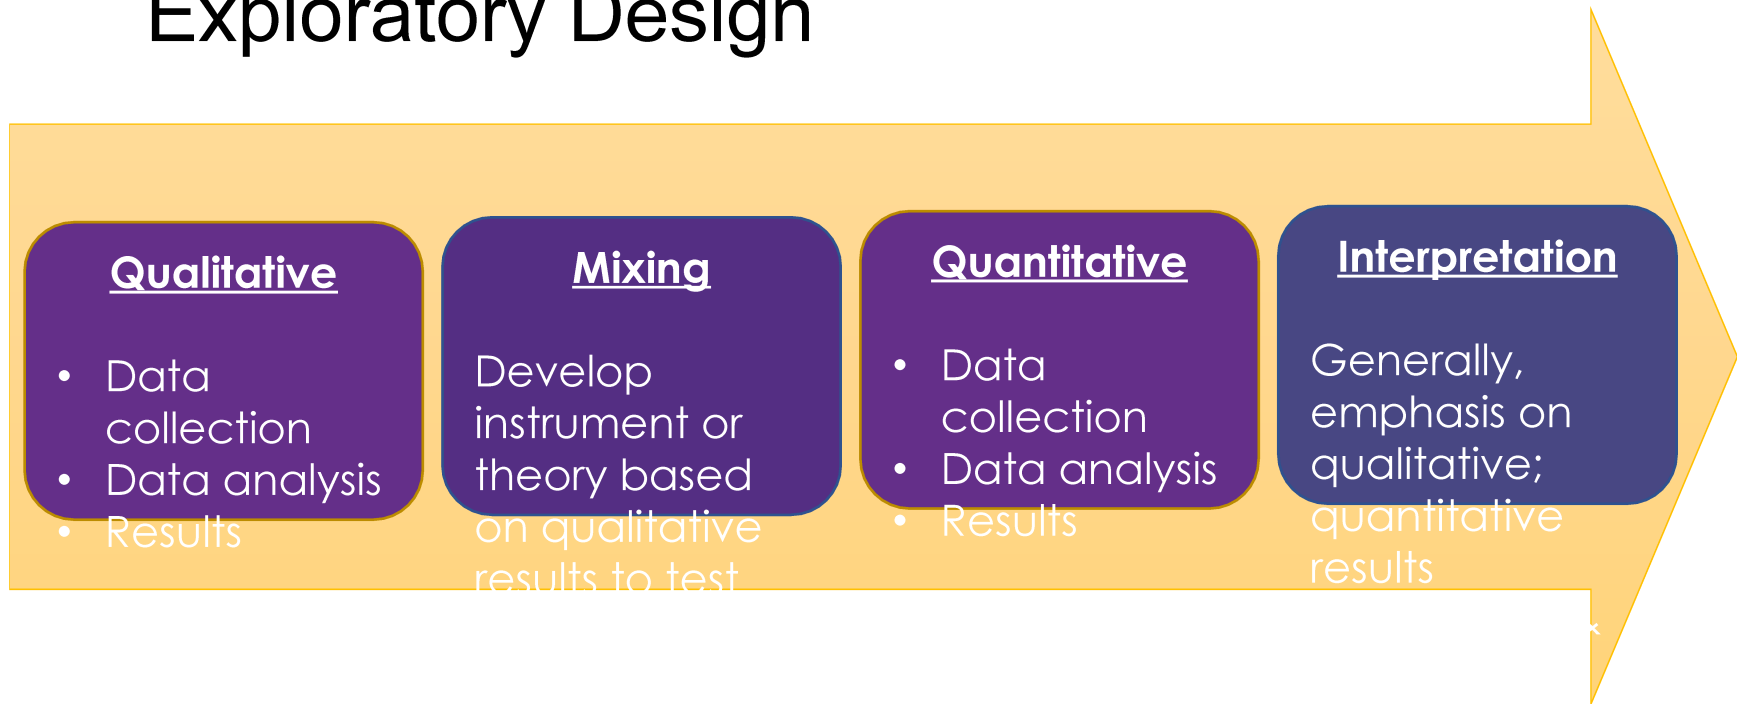 Exploratory Design
Qualitative
• Data
collection
• Data analysis
• Results
Mixing
Develop
instrument or
theory based
on qualitative
results to test
Quantitative
• Data
collection
• Data analysis
• Results
Interpretation
Generally,
emphasis on
qualitative;
quantitative
results